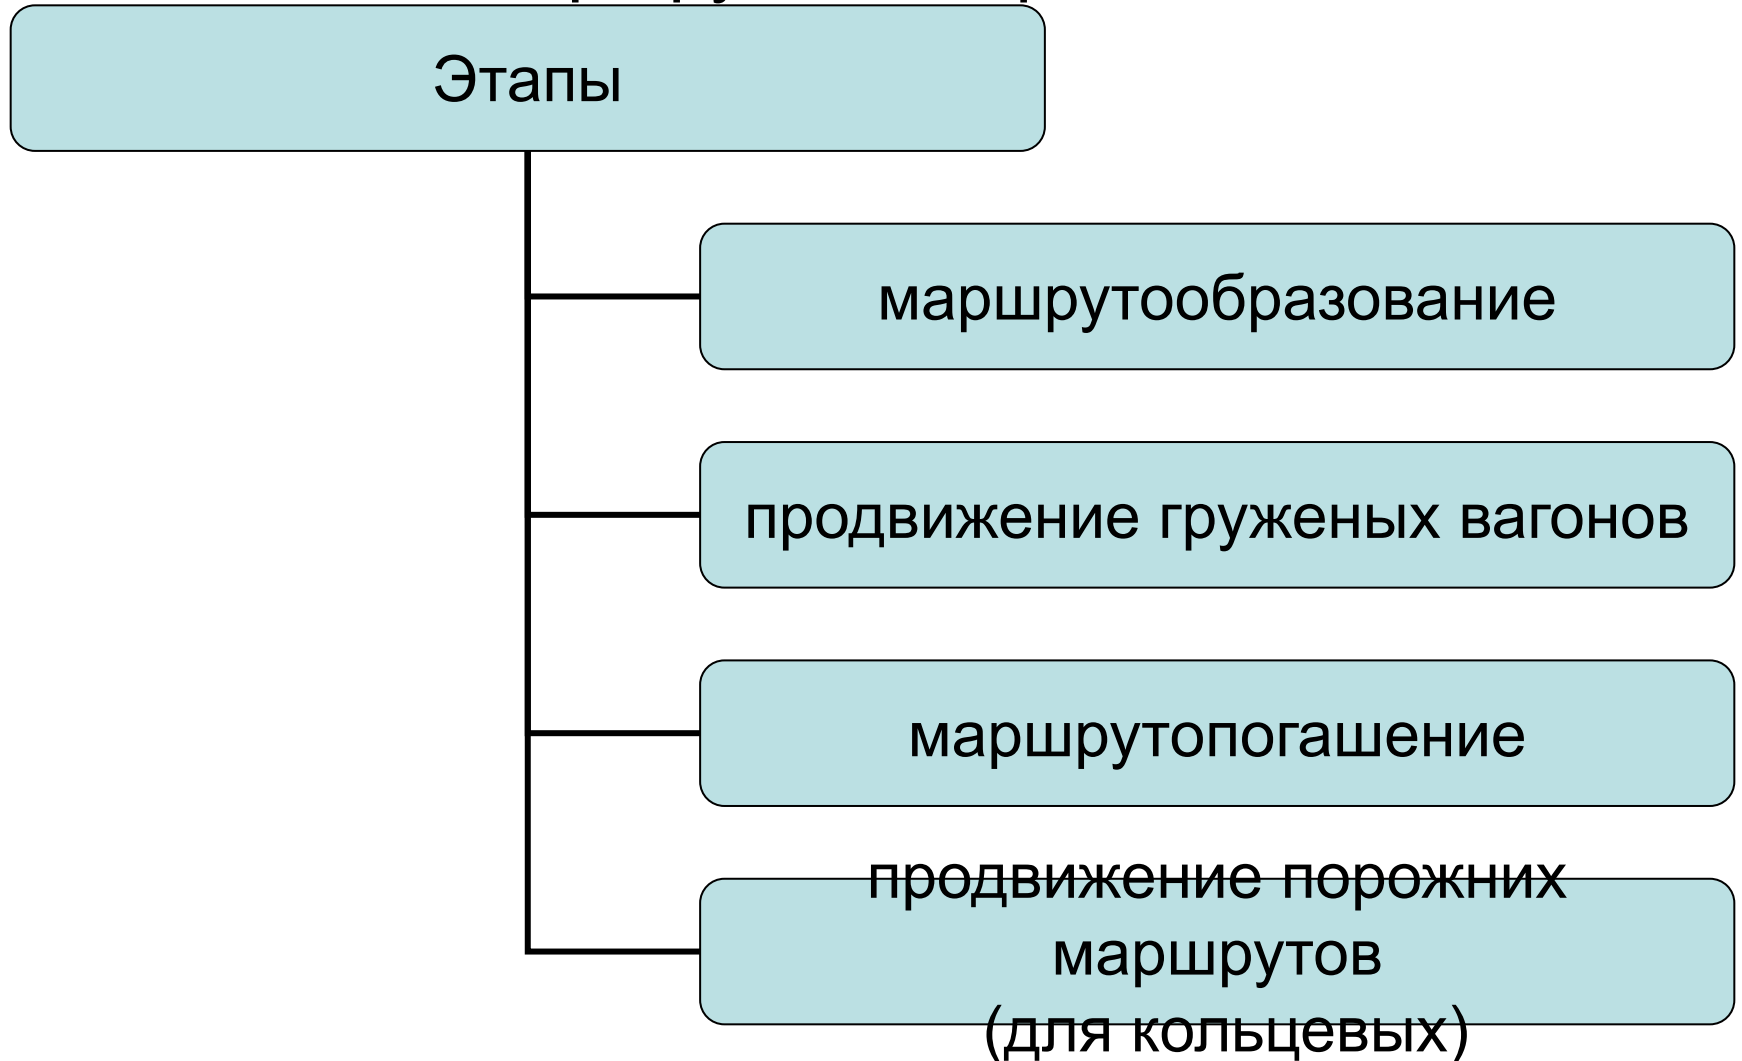 Этапы
маршрутообразование
продвижение груженых вагонов
маршрутопогашение
продвижение порожних
маршрутов
(для кольцевых)